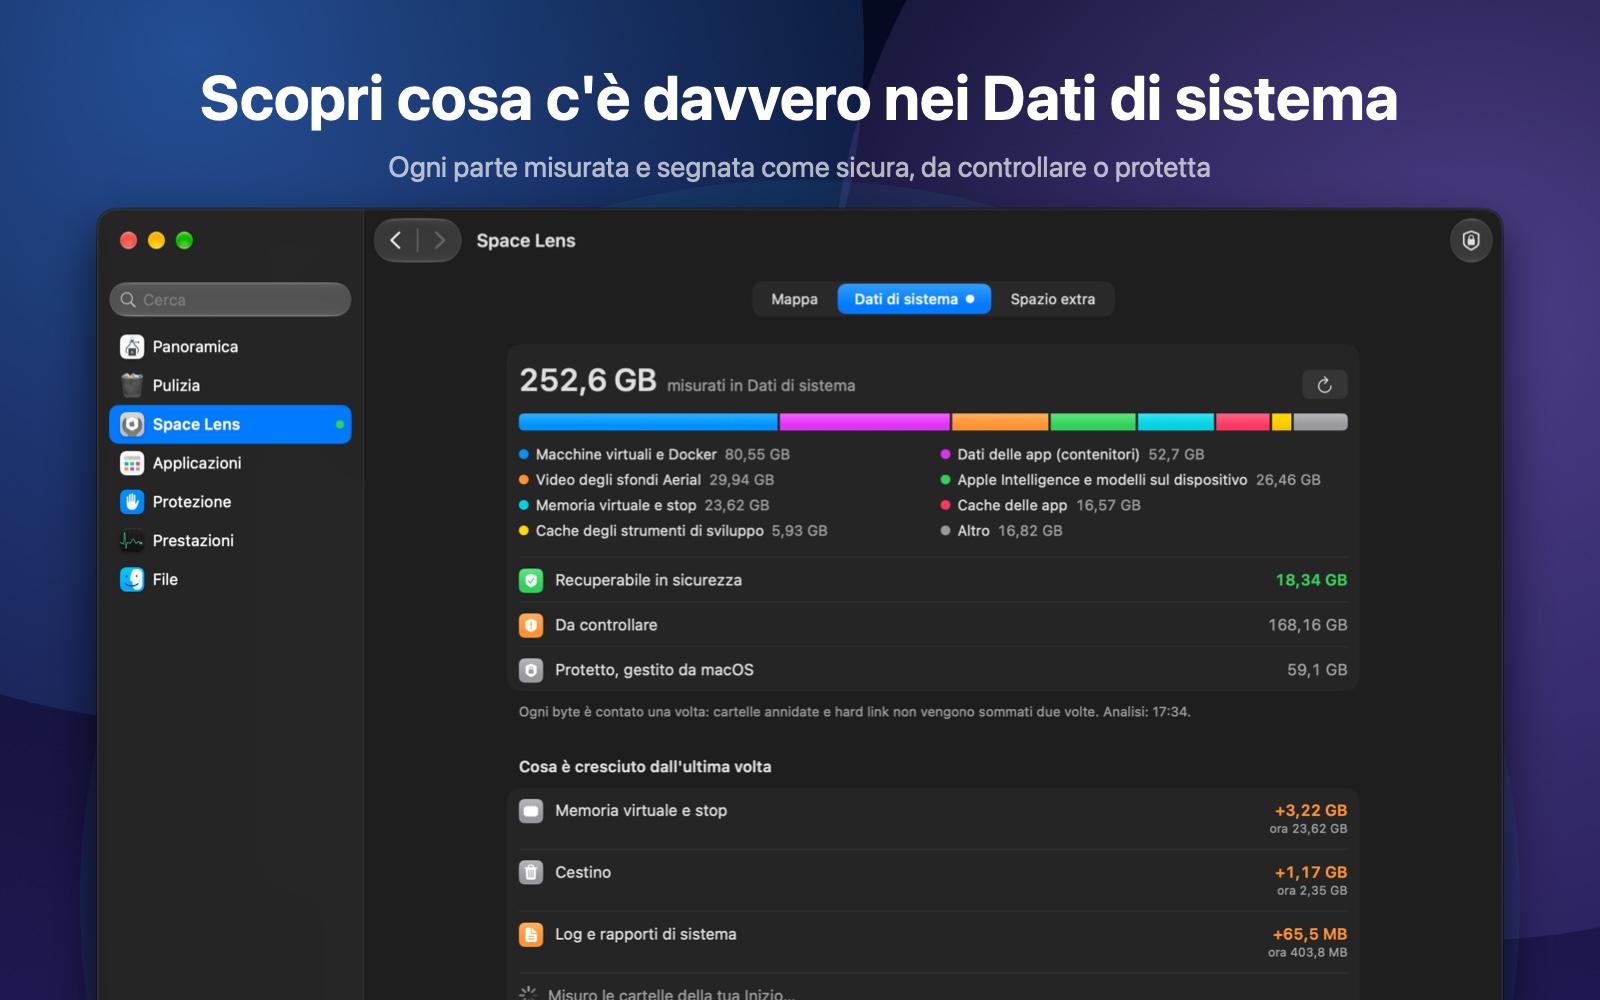 Scopri cosa c'è davvero nei Dati di sistema
Ogni parte misurata e segnata come sicura, da controllare o protetta
Space Lens
Cerca
Panoramica
Pulizia
Space Lens
Applicazioni
Protezione
Prestazioni
File
Mappa
Dati di sistema
Spazio extra
252,6 GB misurati in Dati di sistema
Macchine virtuali e Docker 80,55 GB
Dati delle app (contenitori) 52,7 GB
Video degli sfondi Aerial 29,94 GB
Apple Intelligence e modelli sul dispositivo 26,46 GB
Memoria virtuale e stop 23,62 GB
Cache delle app 16,57 GB
Cache degli strumenti di sviluppo 5,93 GB
Altro 16,82 GB
Recuperabile in sicurezza 18,34 GB
Da controllare 168,16 GB
Protetto, gestito da macOS 59,1 GB
Ogni byte è contato una volta: cartelle annidate e hard link non vengono sommati due volte. Analisi: 17:34.
Cosa è cresciuto dall'ultima volta
Memoria virtuale e stop +3,22 GB
ora 23,62 GB
Cestino +1,17 GB
ora 2,35 GB
Log e rapporti di sistema +65,5 MB
ora 403,8 MB
Misuro le cartelle della tua Inizio...